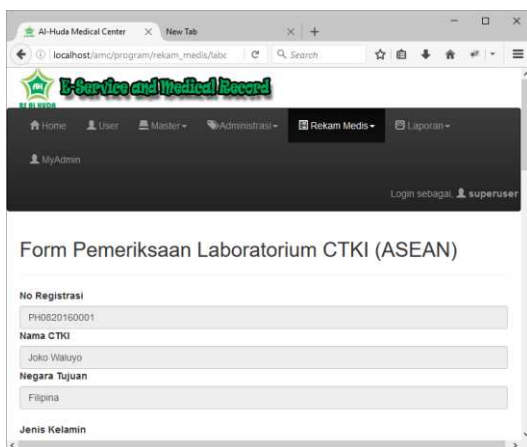 Al-Huda Medical Center
New Tab
localhost/amc/program/rekam_medis/labc
Search
E-Service and Medical Record
AL HUDA
Home User Master Administrasi Rekam Medis Laporan
MyAdmin
Login sebagai, superuser
Form Pemeriksaan Laboratorium CTKI (ASEAN)
No Registrasi
PH0820160001
Nama CTKI
Joko Waluyo
Negara Tujuan
Filipina
Jenis Kelamin